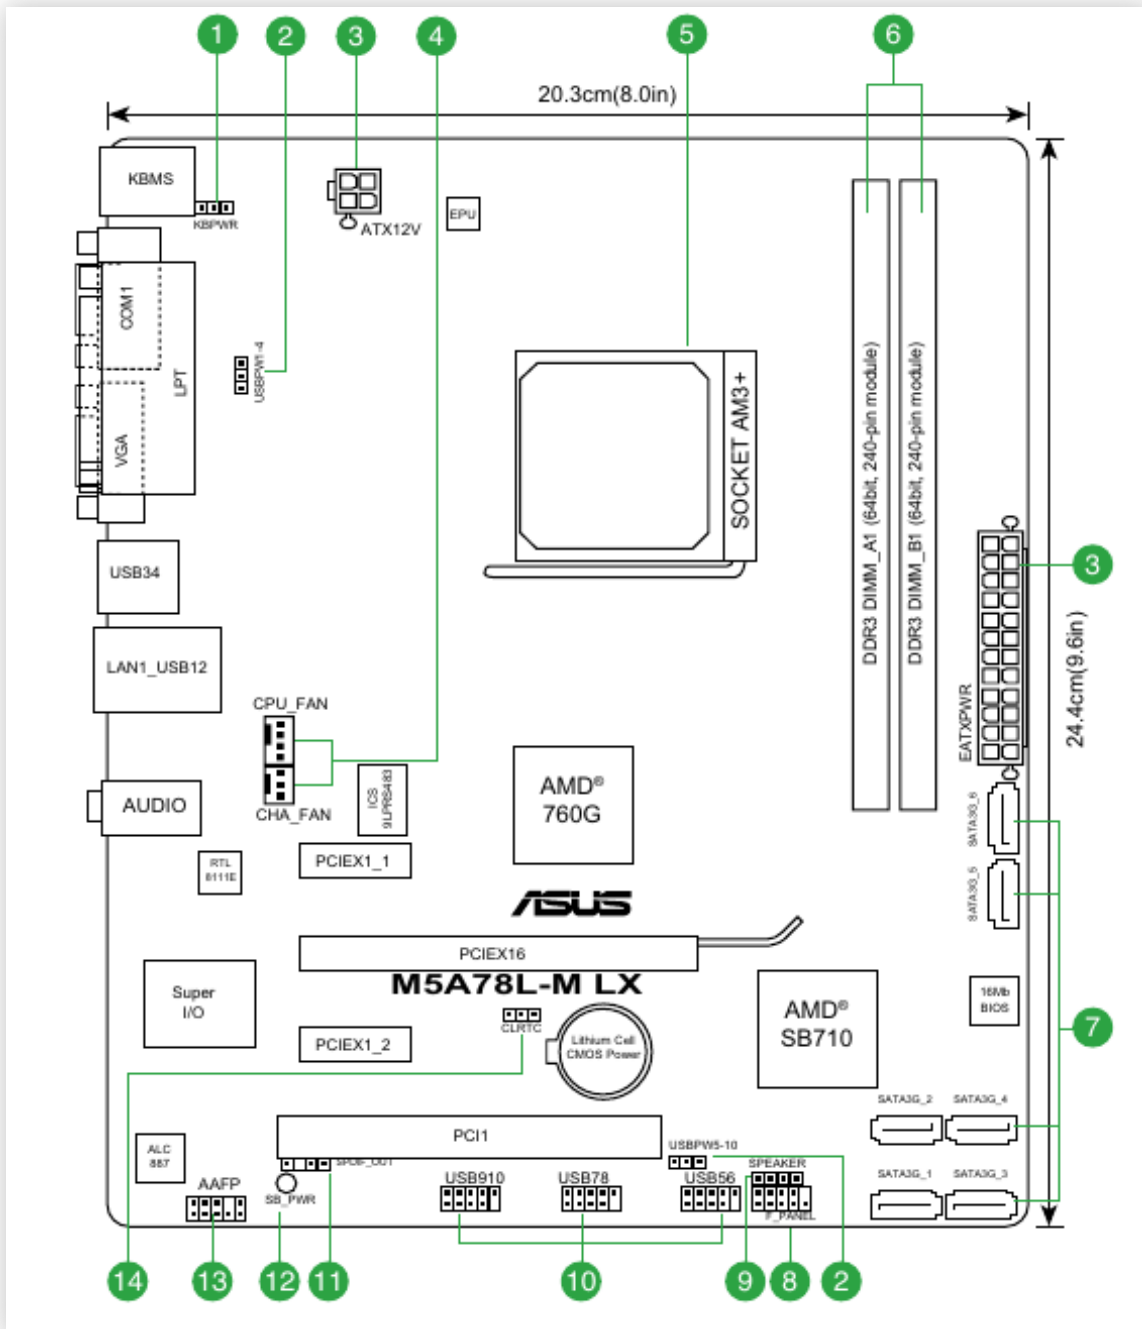 1
2
3
4
5
6
20.3cm(8.0in)
KBMS
KBPWR
ATX12V
EPU
COM1
LPT
VGA
USBPW1-4
SOCKET AM3+
DDR3 DIMM_A1 (64bit, 240-pin module)
DDR3 DIMM_B1 (64bit, 240-pin module)
3
24.4cm(9.6in)
EATXPWR
USB34
LAN1_USB12
CPU_FAN
CHA_FAN
ICS
9LPRS483
AUDIO
AMD®
760G
SATA3G_6
SATA3G_5
RTL
8111E
PCIEX1_1
ASUS
PCIEX16
M5A78L-M LX
Super
I/O
CLRTC
Lithium Cell
CMOS Power
AMD®
SB710
16Mb
BIOS
7
PCIEX1_2
SATA3G_2
SATA3G_4
PCI1
ALC
887
SPDIF_OUT
USBPW5-10
SPEAKER
AAFP
SB_PWR
USB910
USB78
USB56
F_PANEL
SATA3G_1
SATA3G_3
14
13
12
11
10
9
8
2